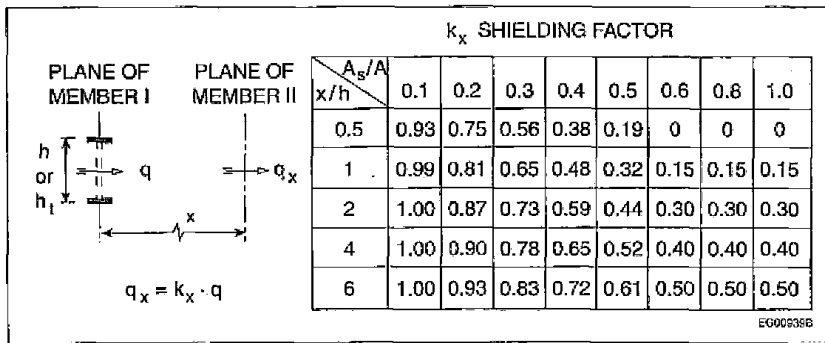 kx SHIELDING FACTOR
PLANE OF MEMBER I
PLANE OF MEMBER II
h or ht
q
qx
x
qx = kx · q
As/A 0.1 0.2 0.3 0.4 0.5 0.6 0.8 1.0
x/h
0.5 0.93 0.75 0.56 0.38 0.19 0 0 0
1 0.99 0.81 0.65 0.48 0.32 0.15 0.15 0.15
2 1.00 0.87 0.73 0.59 0.44 0.30 0.30 0.30
4 1.00 0.90 0.78 0.65 0.52 0.40 0.40 0.40
6 1.00 0.93 0.83 0.72 0.61 0.50 0.50 0.50
EG00939B